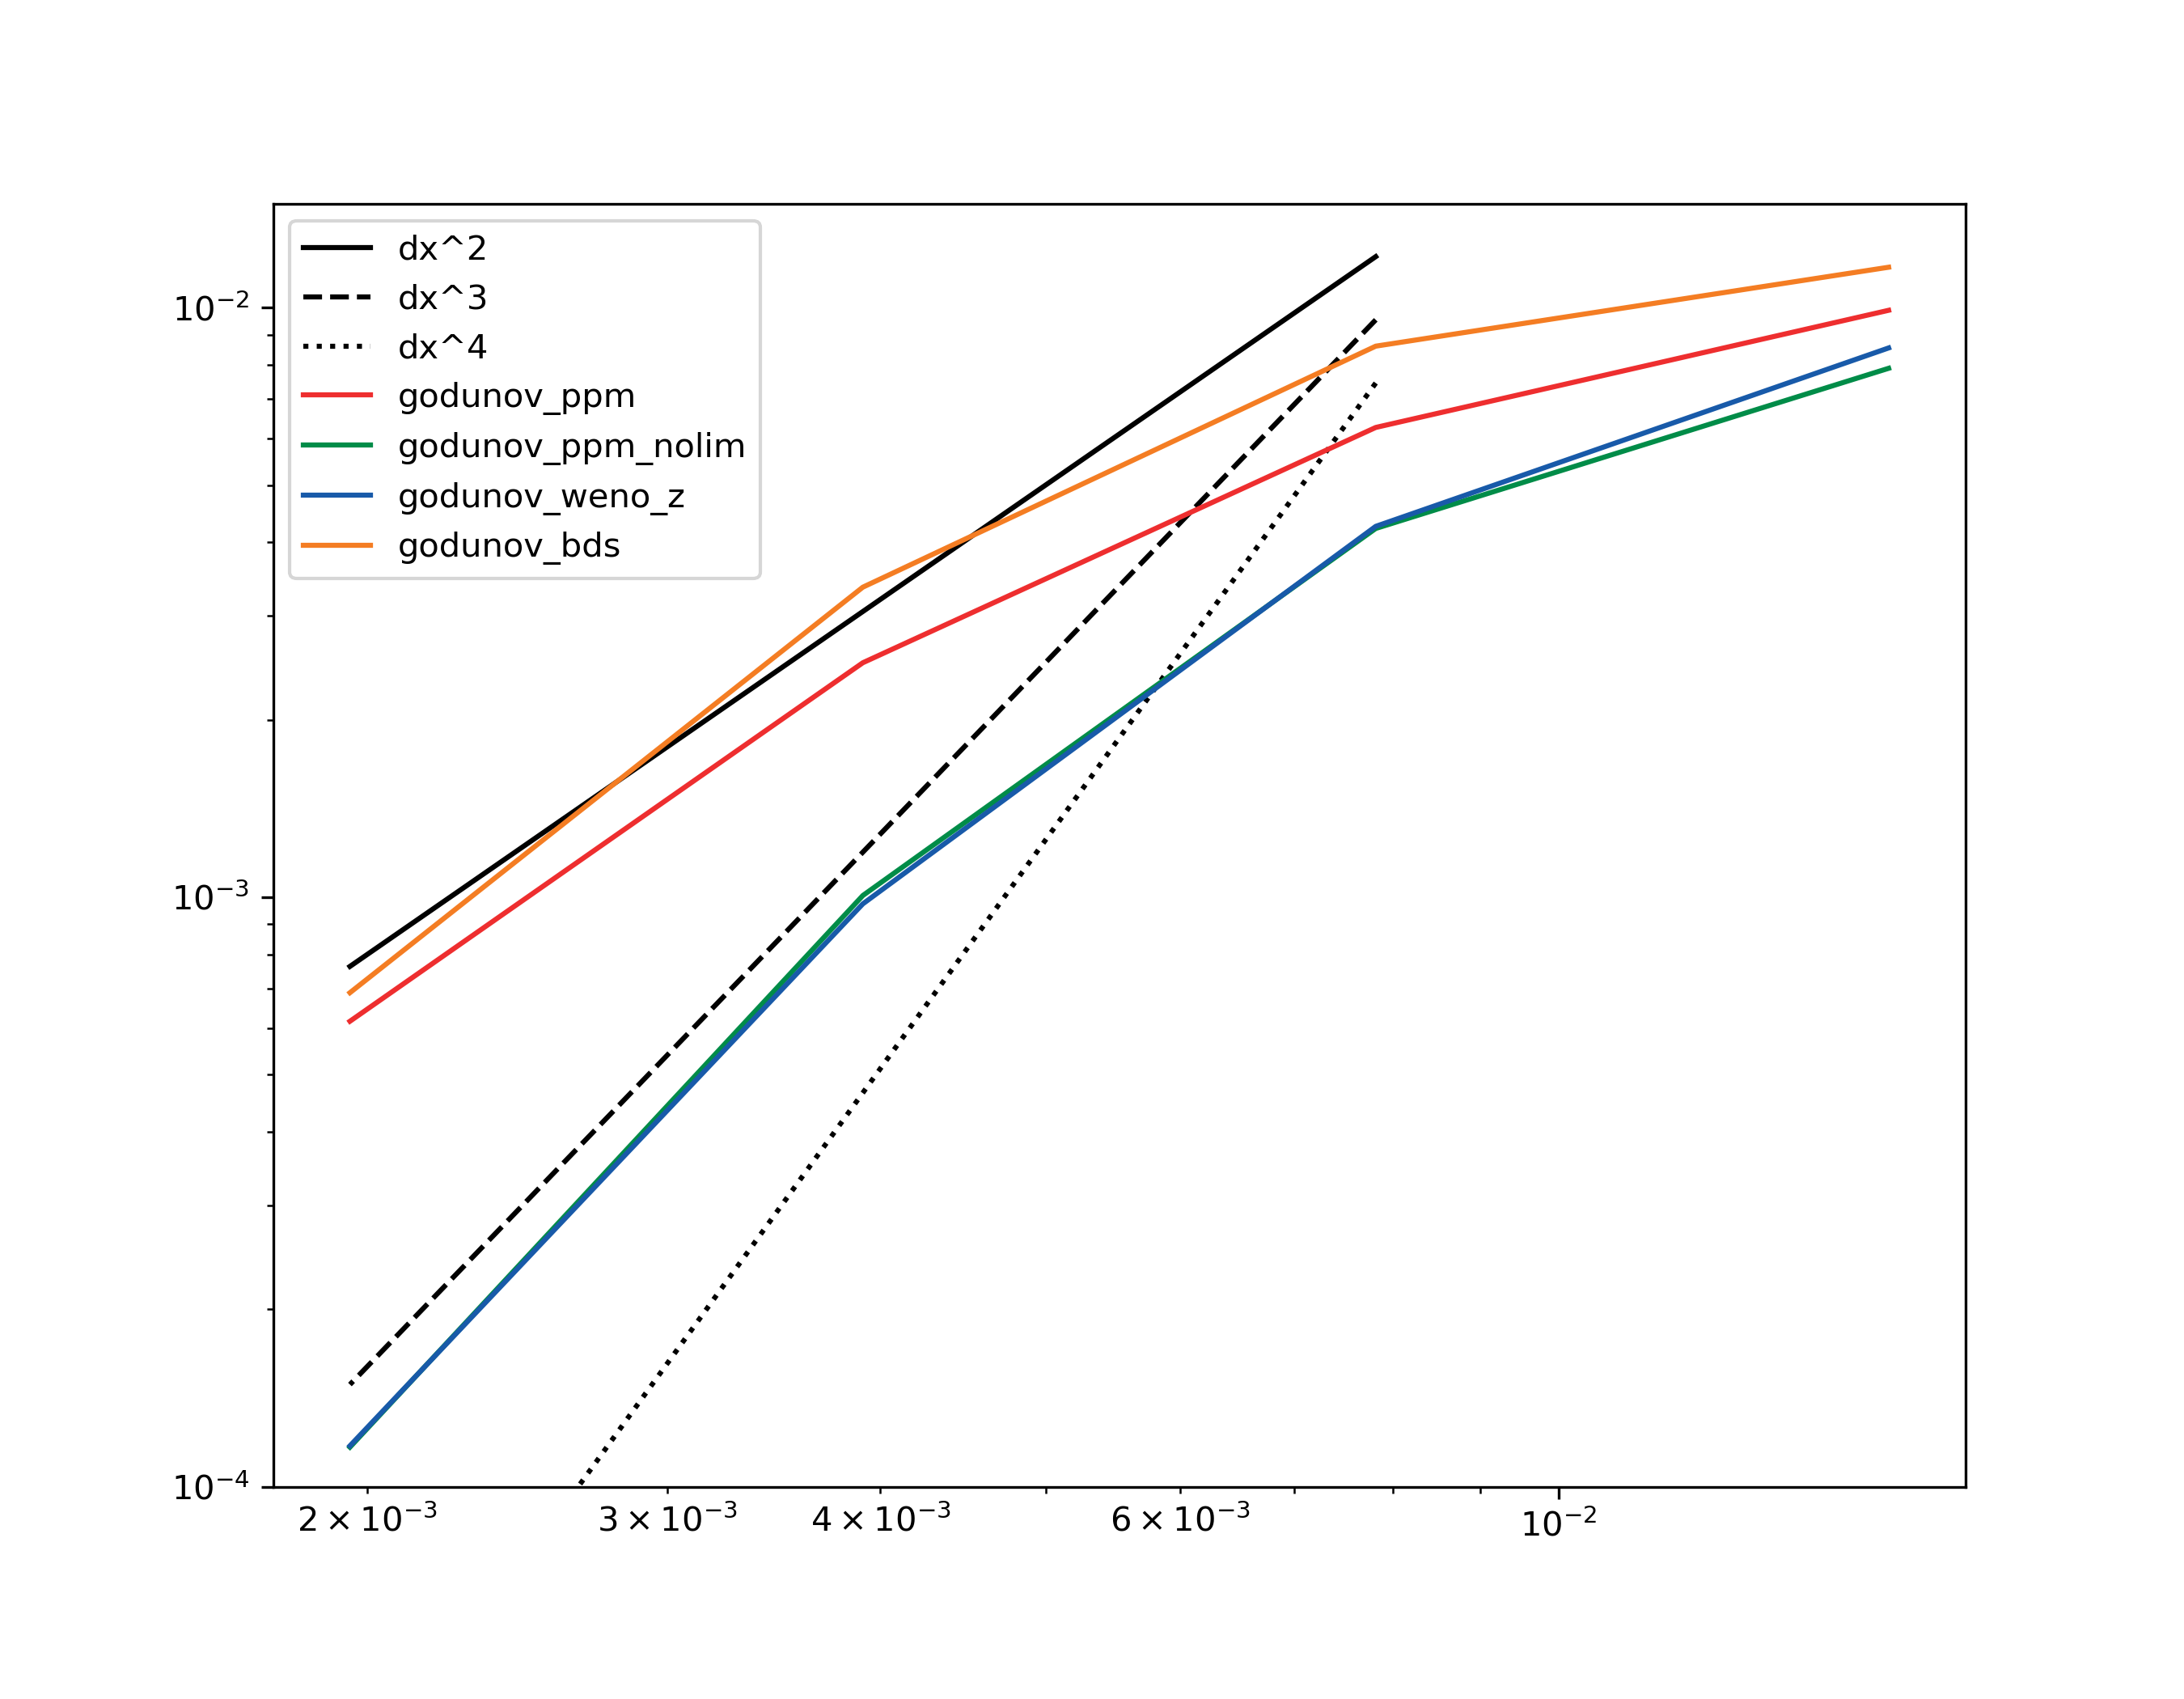 dx^2
dx^3
dx^4
godunov_ppm
godunov_ppm_nolim
godunov_weno_z
godunov_bds
10⁻²
10⁻³
10⁻⁴
2 × 10⁻³ 3 × 10⁻³ 4 × 10⁻³ 6 × 10⁻³ 10⁻²